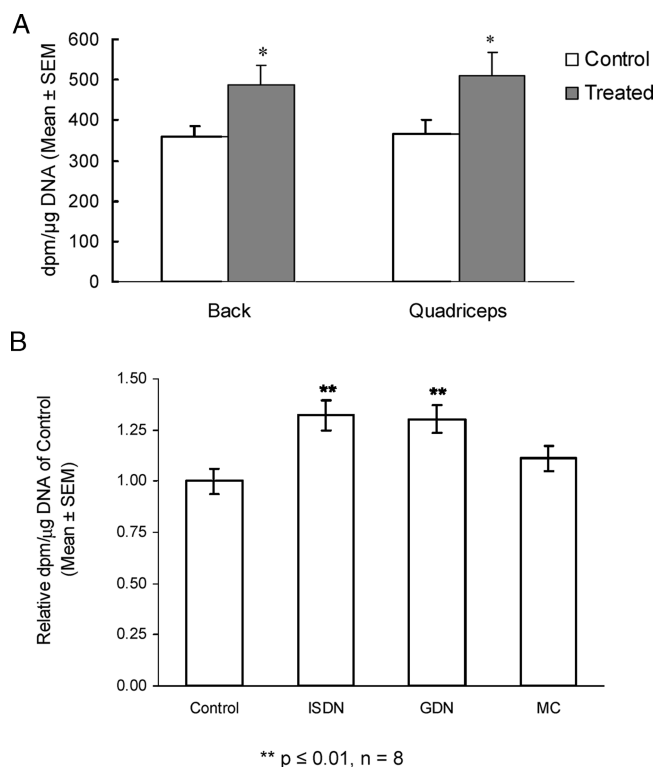 A
dpm/µg DNA (Mean ± SEM)
600
500
400
300
200
100
0
*
*
Control
Treated
Back
Quadriceps
B
Relative dpm/µg DNA of Control
(Mean ± SEM)
1.50
1.25
1.00
0.75
0.50
0.25
0.00
**
**
Control
ISDN
GDN
MC
** p ≤ 0.01, n = 8